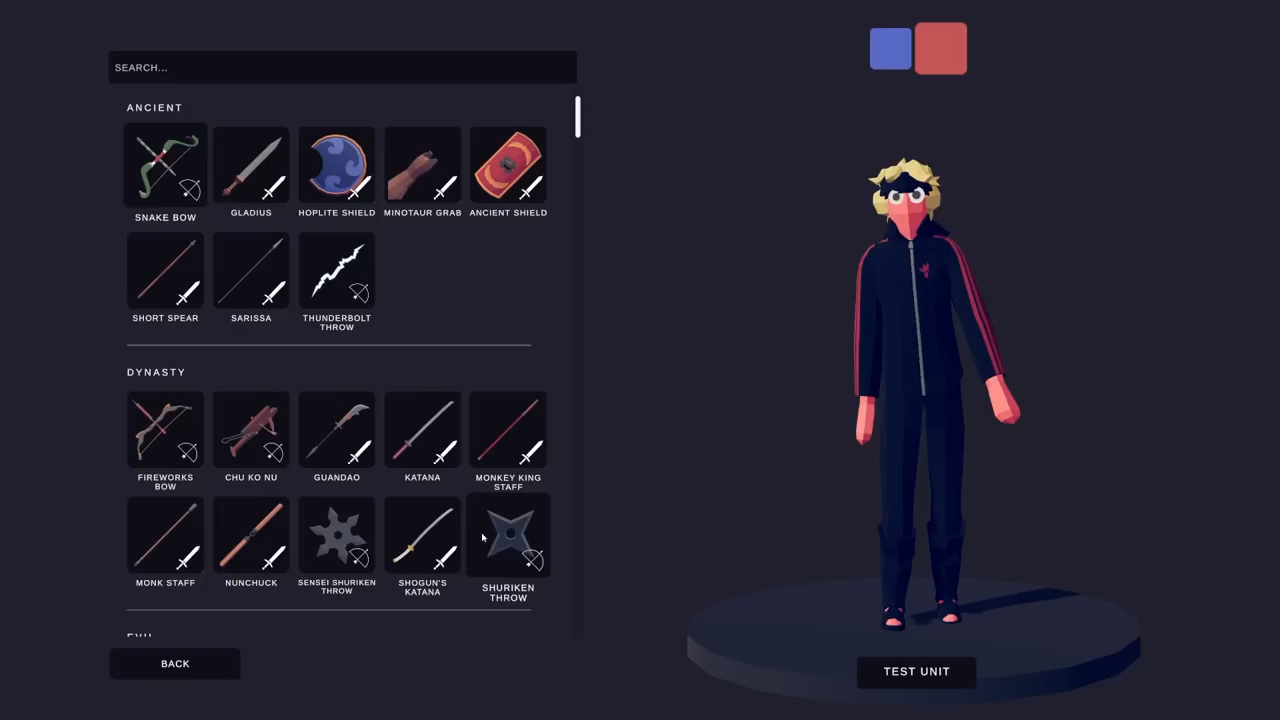 SEARCH...
ANCIENT
SNAKE BOW
GLADIUS
HOPLITE SHIELD
MINOTAUR GRAB
ANCIENT SHIELD
SHORT SPEAR
SARISSA
THUNDERBOLT
THROW
DYNASTY
FIREWORKS
BOW
CHU KO NU
GUANDAO
KATANA
MONKEY KING
STAFF
MONK STAFF
NUNCHUCK
SENSEI SHURIKEN
THROW
SHOGUN'S
KATANA
SHURIKEN
THROW
BACK
TEST UNIT